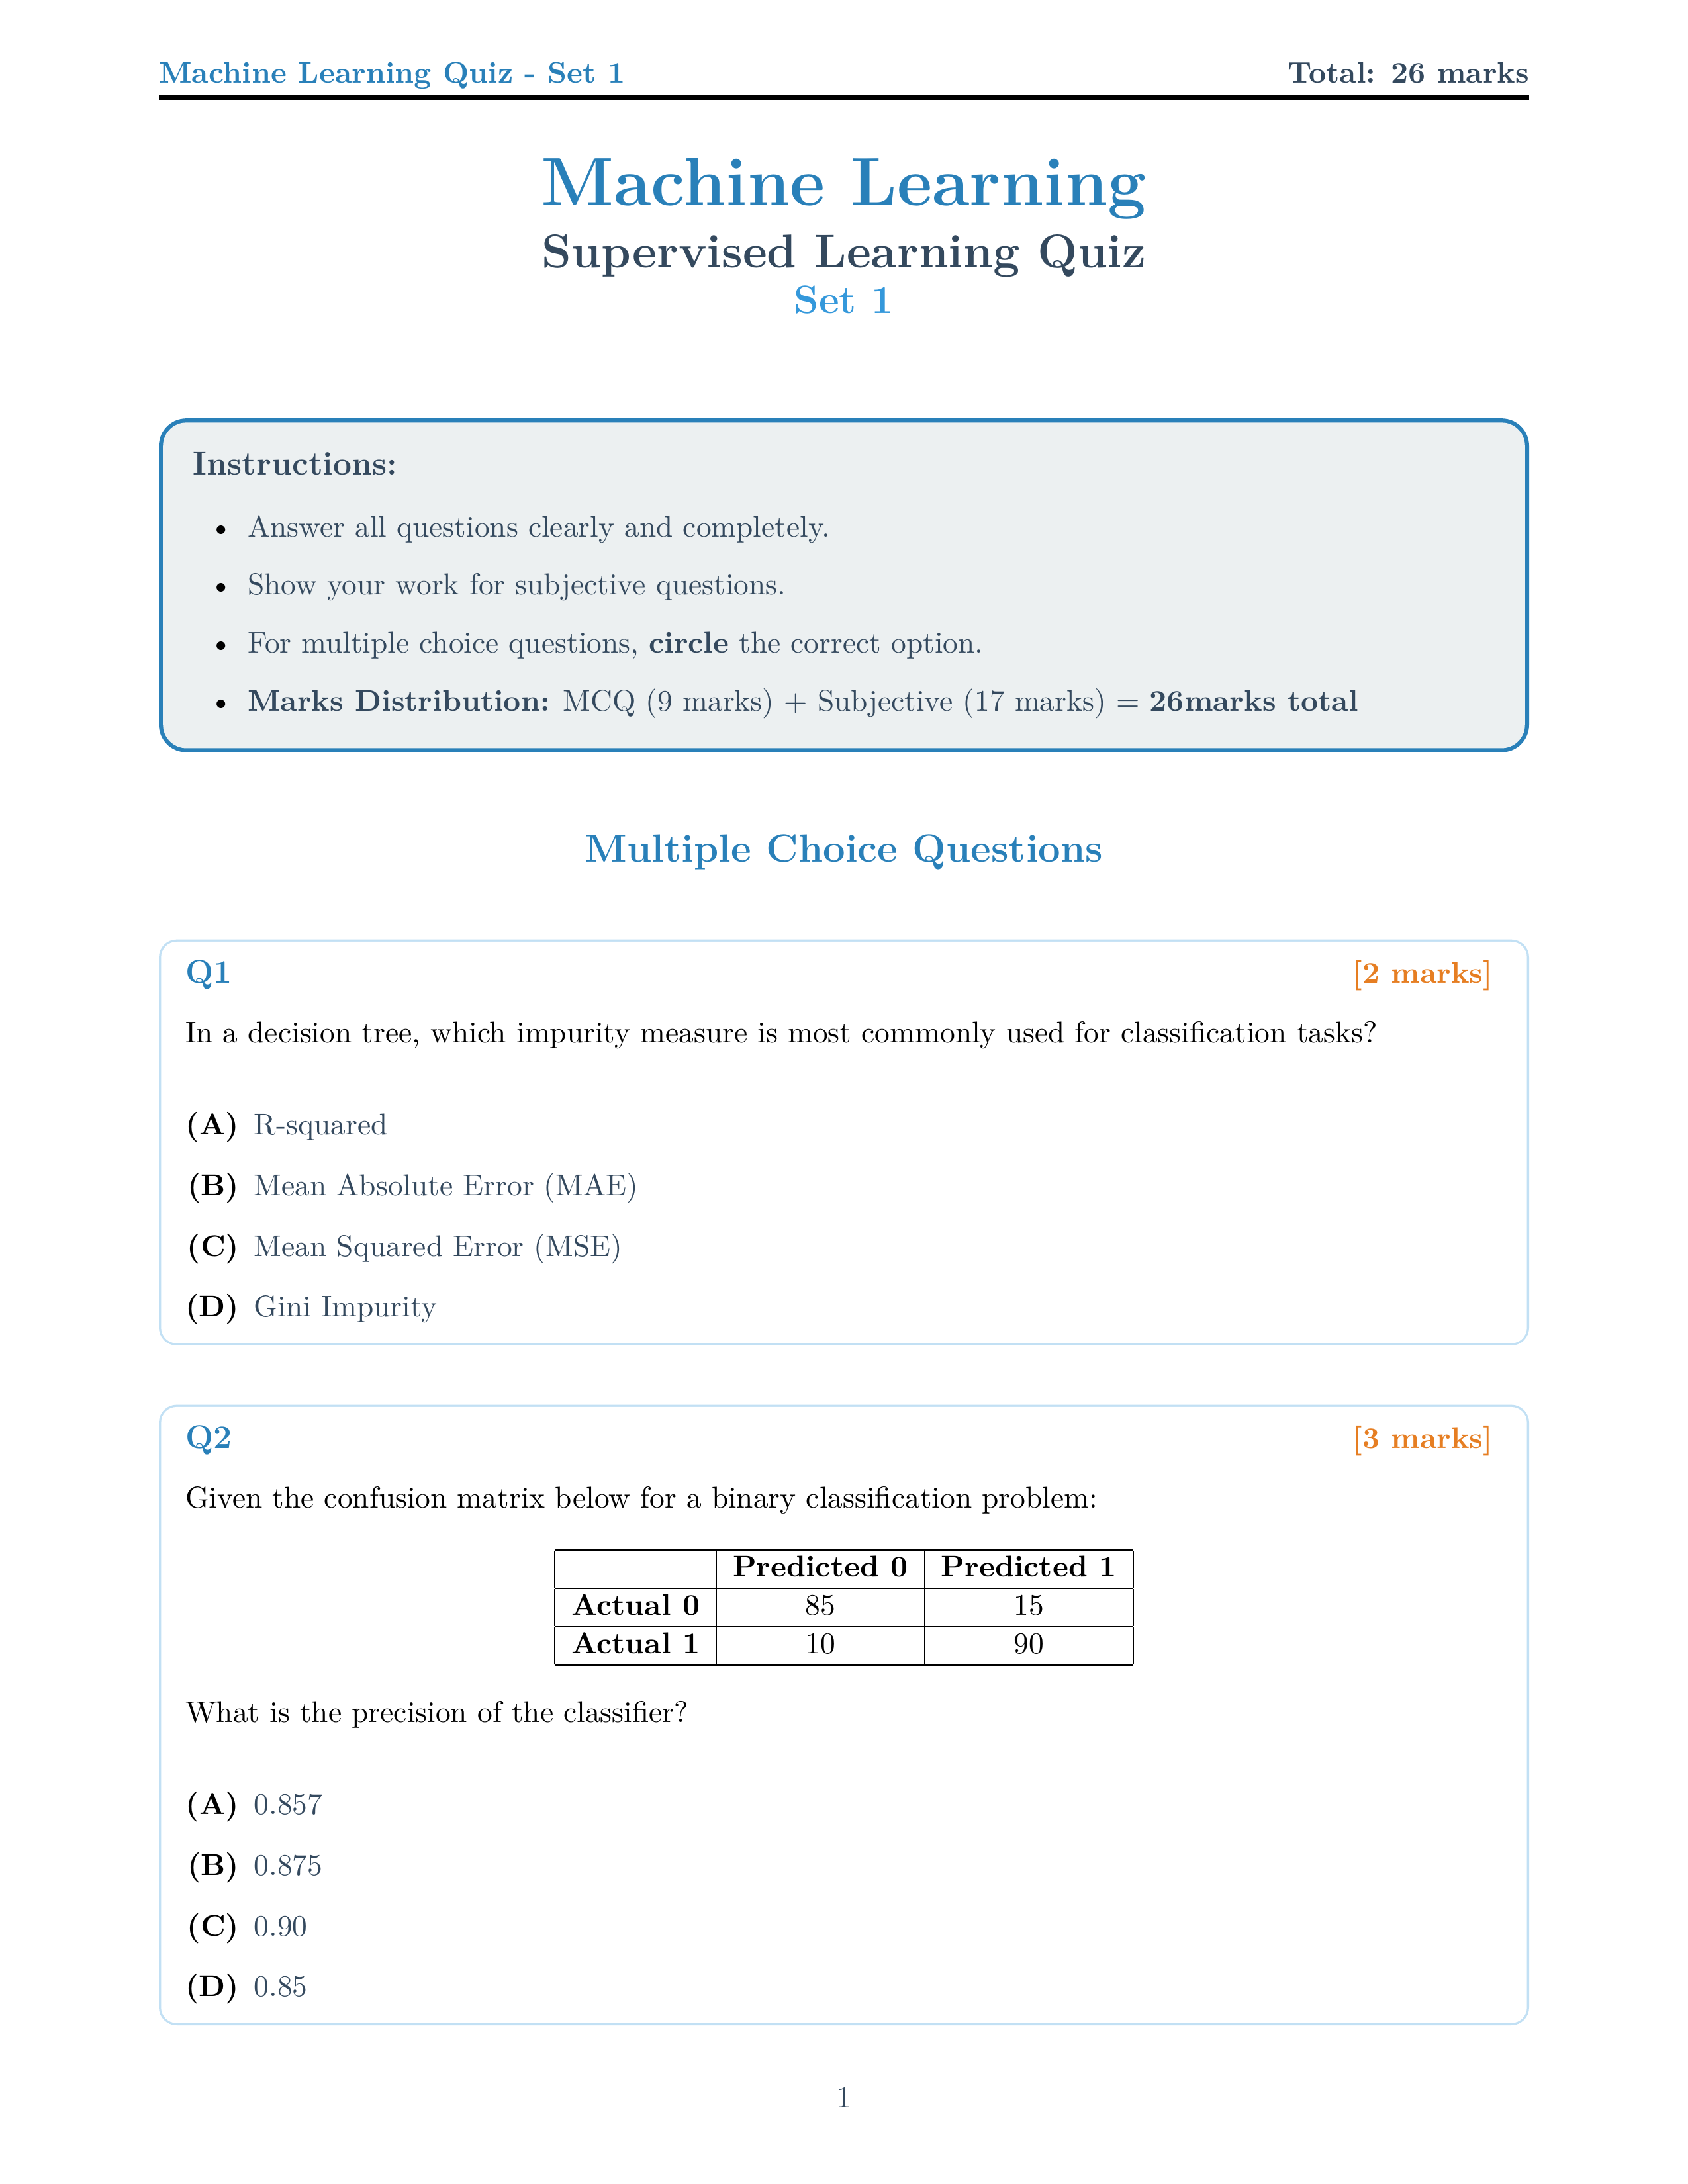 Machine Learning Quiz - Set 1 Total: 26 marks
Machine Learning
Supervised Learning Quiz
Set 1
Instructions:
• Answer all questions clearly and completely.
• Show your work for subjective questions.
• For multiple choice questions, circle the correct option.
• Marks Distribution: MCQ (9 marks) + Subjective (17 marks) = 26marks total
Multiple Choice Questions
Q1 [2 marks]
In a decision tree, which impurity measure is most commonly used for classification tasks?
(A) R-squared
(B) Mean Absolute Error (MAE)
(C) Mean Squared Error (MSE)
(D) Gini Impurity
Q2 [3 marks]
Given the confusion matrix below for a binary classification problem:
Predicted 0 Predicted 1
Actual 0 85 15
Actual 1 10 90
What is the precision of the classifier?
(A) 0.857
(B) 0.875
(C) 0.90
(D) 0.85
1